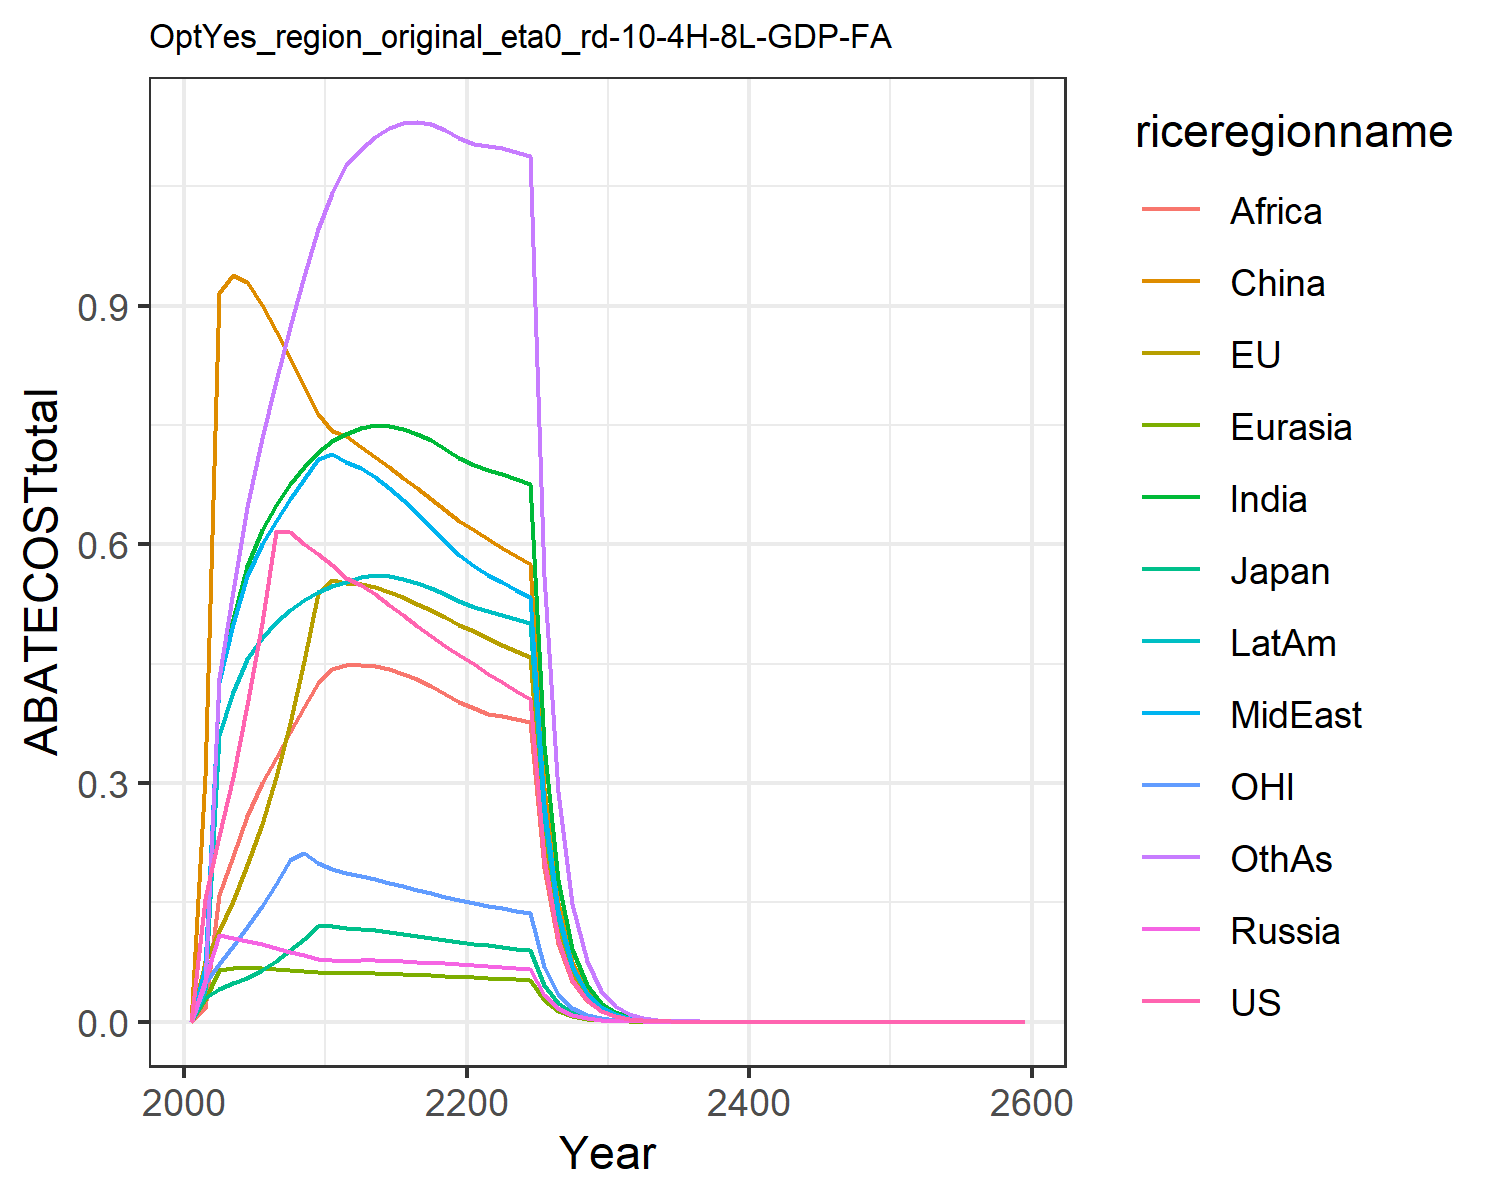 OptYes_region_original_eta0_rd-10-4H-8L-GDP-FA
ABATECOSTtotal
0.9
0.6
0.3
0.0
2000 2200 2400 2600
Year
riceregionname
Africa
China
EU
Eurasia
India
Japan
LatAm
MidEast
OHI
OthAs
Russia
US